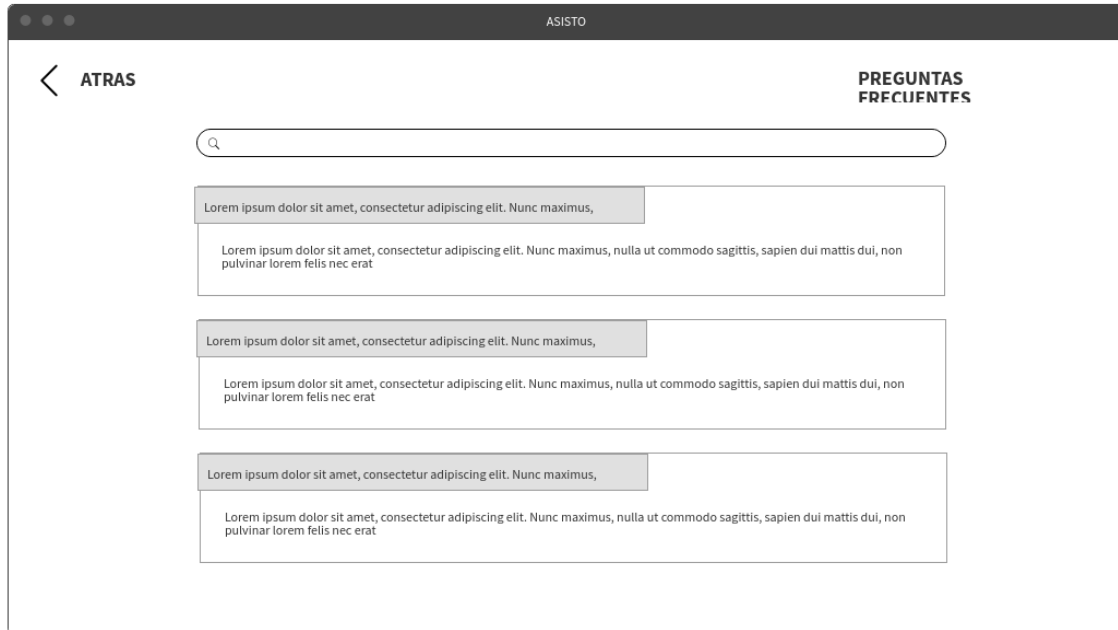 ASISTO
ATRAS
PREGUNTAS
FRECUENTES
Lorem ipsum dolor sit amet, consectetur adipiscing elit. Nunc maximus,
Lorem ipsum dolor sit amet, consectetur adipiscing elit. Nunc maximus, nulla ut commodo sagittis, sapien dui mattis dui, non
pulvinar lorem felis nec erat
Lorem ipsum dolor sit amet, consectetur adipiscing elit. Nunc maximus,
Lorem ipsum dolor sit amet, consectetur adipiscing elit. Nunc maximus, nulla ut commodo sagittis, sapien dui mattis dui, non
pulvinar lorem felis nec erat
Lorem ipsum dolor sit amet, consectetur adipiscing elit. Nunc maximus,
Lorem ipsum dolor sit amet, consectetur adipiscing elit. Nunc maximus, nulla ut commodo sagittis, sapien dui mattis dui, non
pulvinar lorem felis nec erat